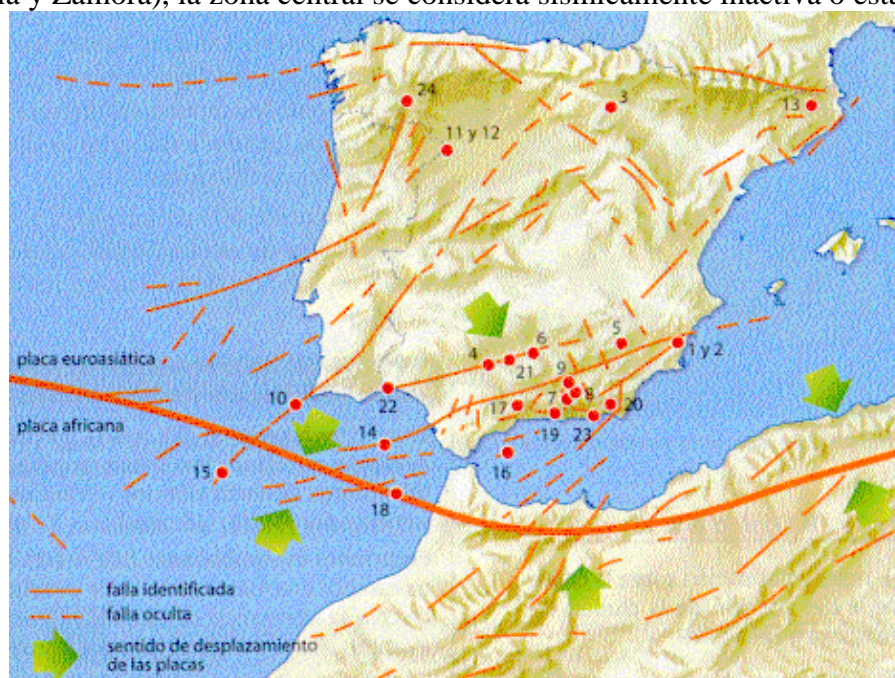 y Zamora), la zona central se considera sísmicamente inactiva o esta
24
3
13
11 y 12
4
6
5
21
1 y 2
placa euroasiática
9
10
22
7
8
17
20
placa africana
19
23
14
16
15
18
falla identificada
falla oculta
sentido de desplazamiento
de las placas